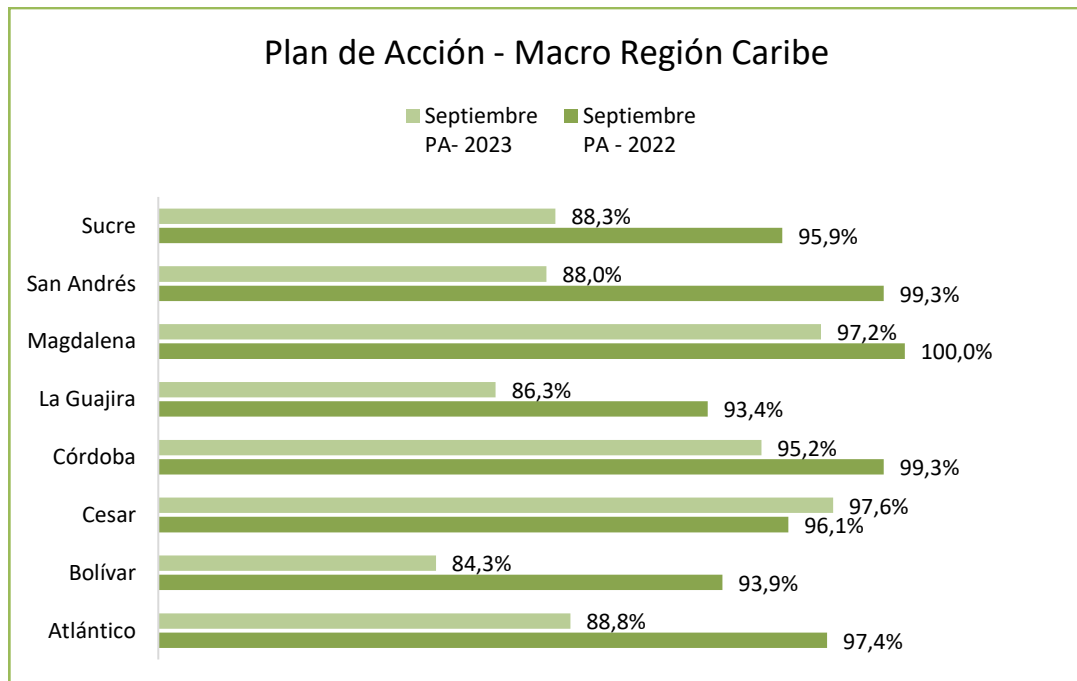 Plan de Acción - Macro Región Caribe
Septiembre
PA- 2023
Septiembre
PA - 2022
Sucre
88,3%
95,9%
San Andrés
88,0%
99,3%
Magdalena
97,2%
100,0%
La Guajira
86,3%
93,4%
Córdoba
95,2%
99,3%
Cesar
97,6%
96,1%
Bolívar
84,3%
93,9%
Atlántico
88,8%
97,4%